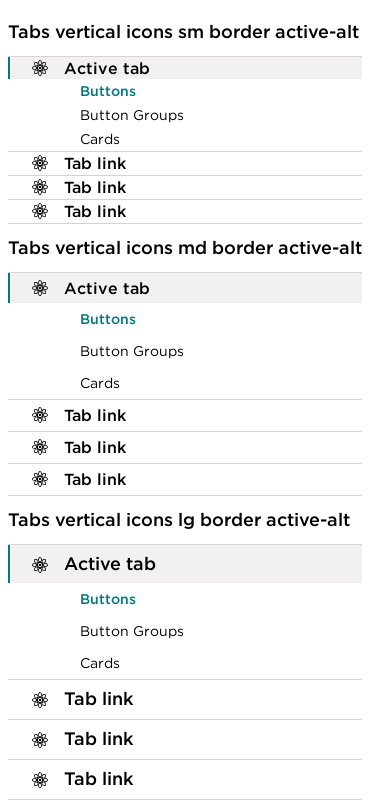 Tabs vertical icons sm border active-alt
Active tab
Buttons
Button Groups
Cards
Tab link
Tab link
Tab link
Tabs vertical icons md border active-alt
Active tab
Buttons
Button Groups
Cards
Tab link
Tab link
Tab link
Tabs vertical icons lg border active-alt
Active tab
Buttons
Button Groups
Cards
Tab link
Tab link
Tab link